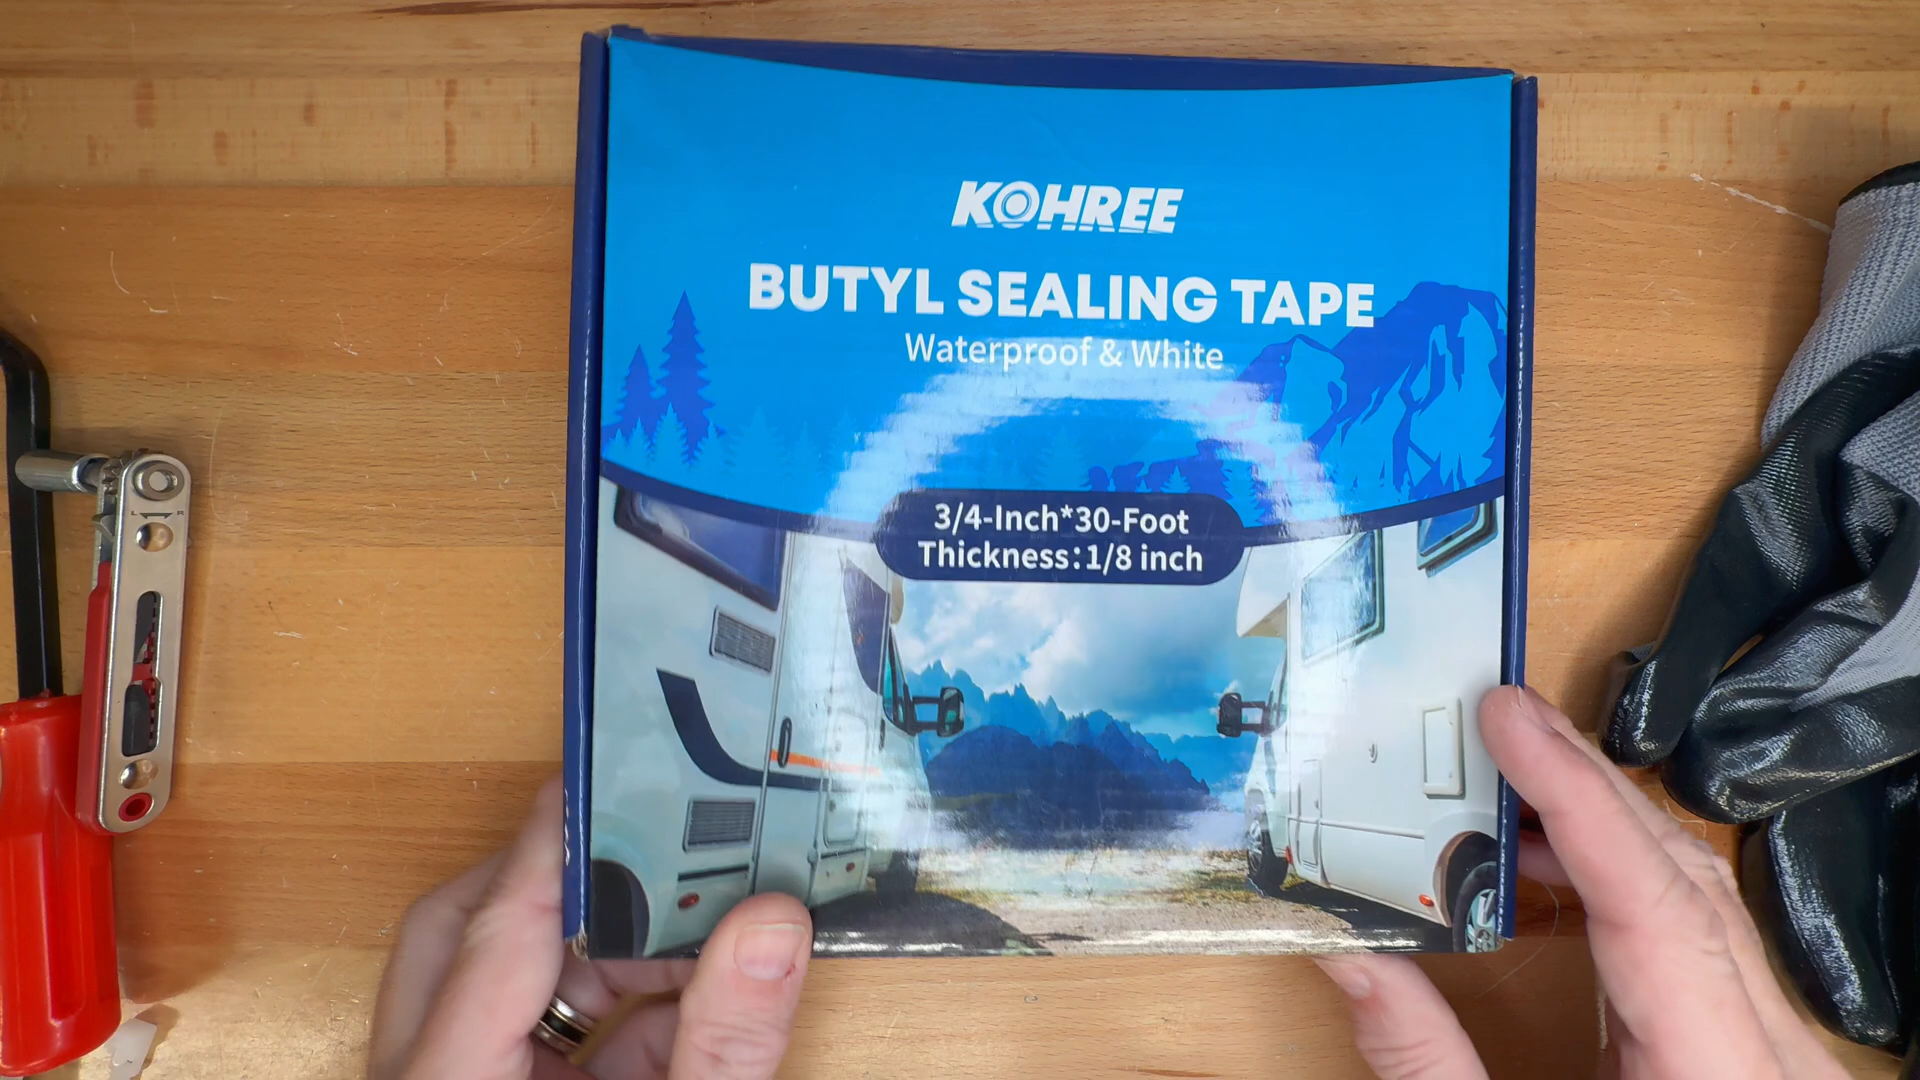 KOHREE
BUTYL SEALING TAPE
Waterproof & White
3/4-Inch*30-Foot
Thickness:1/8 inch
L R